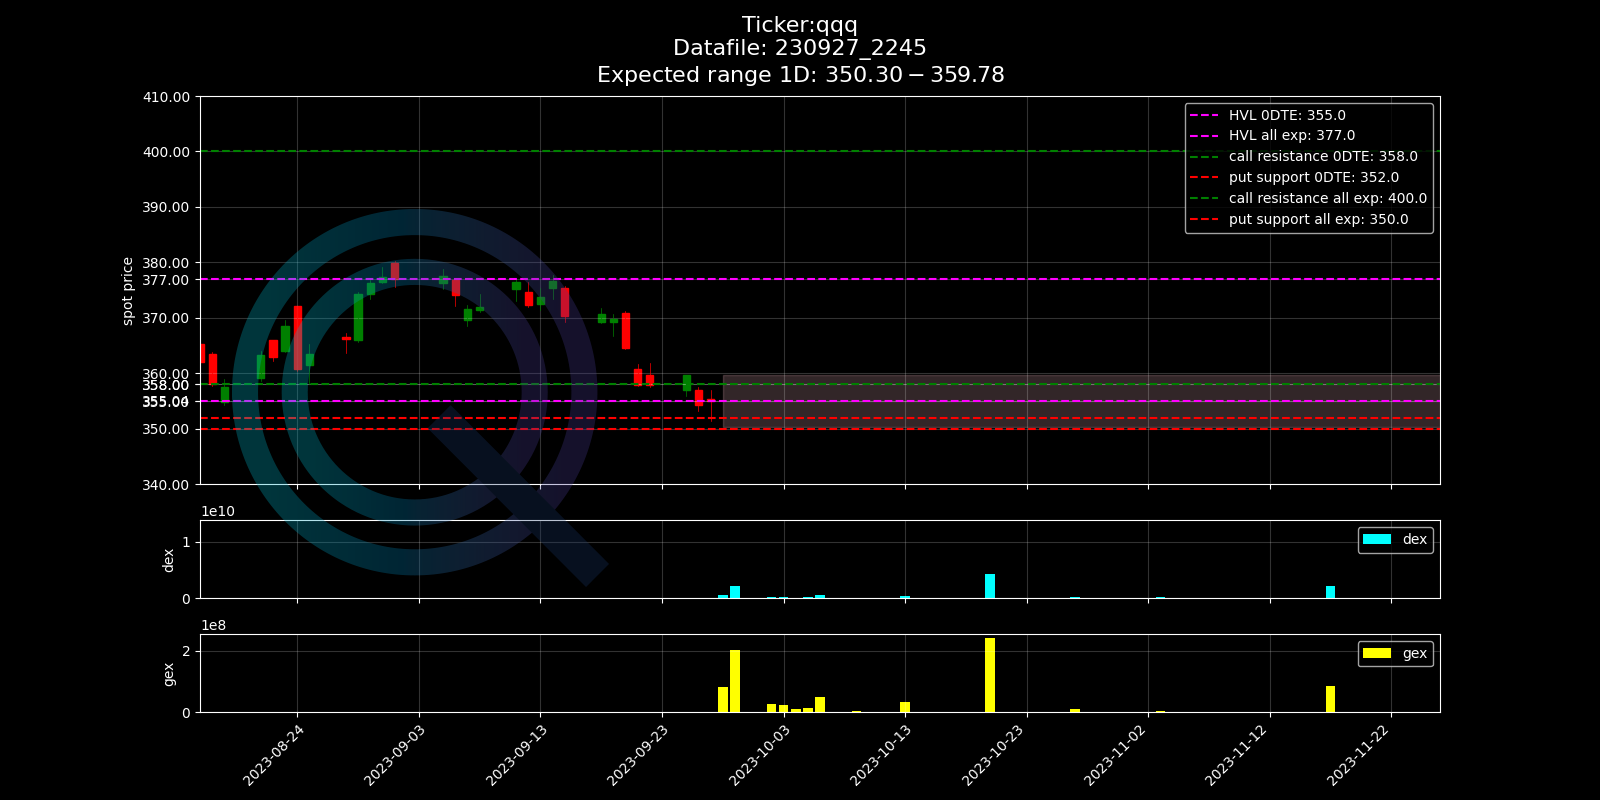 Ticker:qqq
Datafile: 230927_2245
Expected range 1D: 350.30 − 359.78
410.00
400.00
390.00
380.00
377.00
370.00
360.00
358.00
350.00
340.00
spot price
HVL 0DTE: 355.0
HVL all exp: 377.0
call resistance 0DTE: 358.0
put support 0DTE: 352.0
call resistance all exp: 400.0
put support all exp: 350.0
1e10
1
0
dex
dex
1e8
2
0
gex
gex
2023-08-24
2023-09-03
2023-09-13
2023-09-23
2023-10-03
2023-10-13
2023-10-23
2023-11-02
2023-11-12
2023-11-22